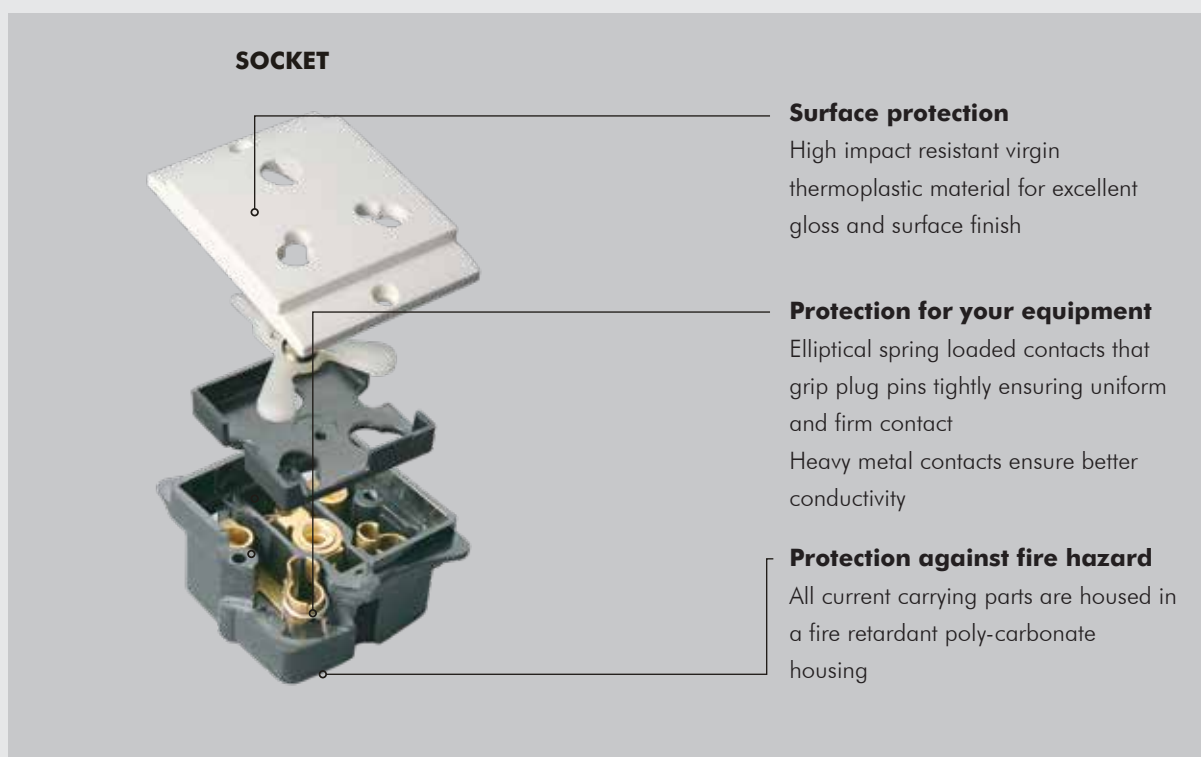 SOCKET
Surface protection
High impact resistant virgin
thermoplastic material for excellent
gloss and surface finish
Protection for your equipment
Elliptical spring loaded contacts that
grip plug pins tightly ensuring uniform
and firm contact
Heavy metal contacts ensure better
conductivity
Protection against fire hazard
All current carrying parts are housed in
a fire retardant poly-carbonate
housing